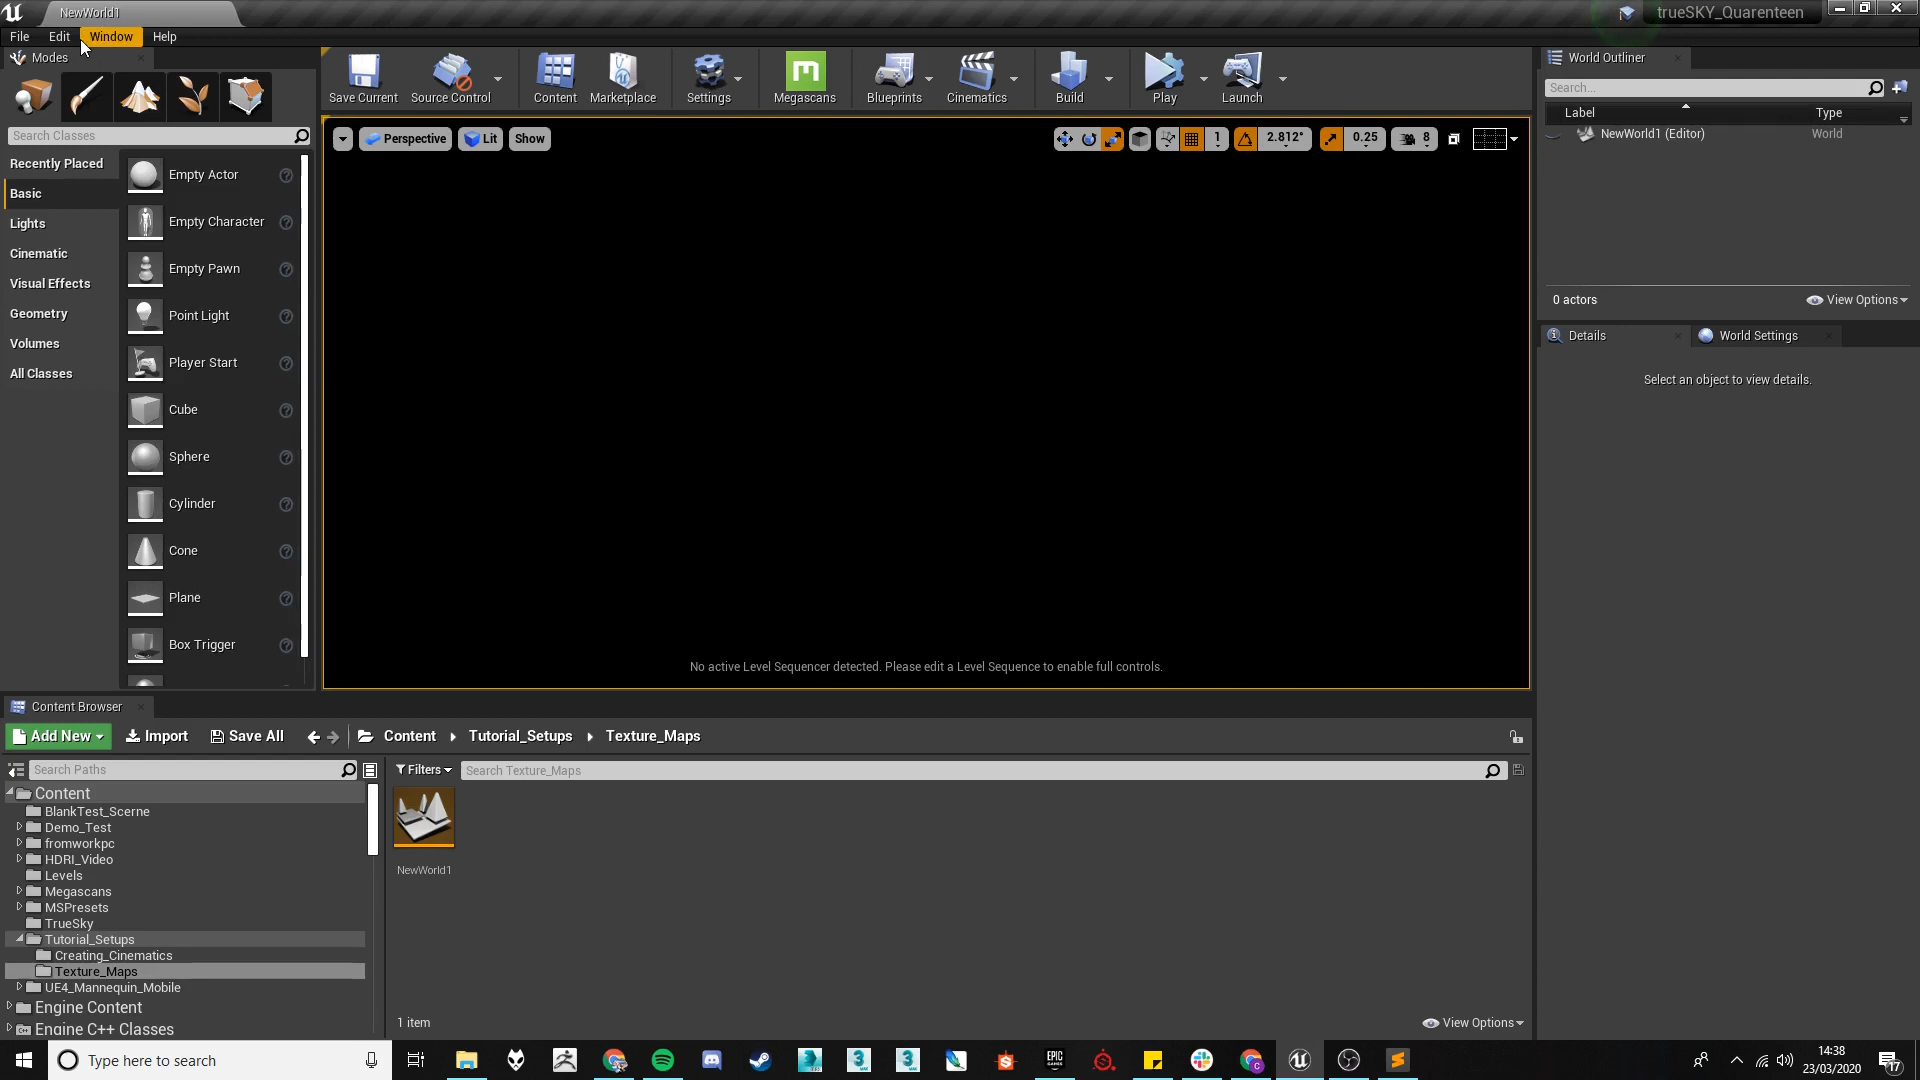 NewWorld1
trueSKY_Quarenteen
File Edit Window Help
Modes
Search Classes
Recently Placed
Basic
Lights
Cinematic
Visual Effects
Geometry
Volumes
All Classes
Empty Actor
Empty Character
Empty Pawn
Point Light
Player Start
Cube
Sphere
Cylinder
Cone
Plane
Box Trigger
Save Current Source Control Content Marketplace Settings Megascans Blueprints Cinematics Build Play Launch
Perspective Lit Show
1 2.812° 0.25 8
No active Level Sequencer detected. Please edit a Level Sequence to enable full controls.
World Outliner
Search...
Label Type
NewWorld1 (Editor) World
0 actors View Options
Details World Settings
Select an object to view details.
Content Browser
Add New Import Save All Content Tutorial_Setups Texture_Maps
Search Paths
Filters Search Texture_Maps
Content
BlankTest_Scerne
Demo_Test
fromworkpc
HDRI_Video
Levels
Megascans
MSPresets
TrueSky
Tutorial_Setups
Creating_Cinematics
Texture_Maps
UE4_Mannequin_Mobile
Engine Content
Engine C++ Classes
NewWorld1
1 item View Options
Type here to search
EPIC
GAMES
14:38
23/03/2020
17